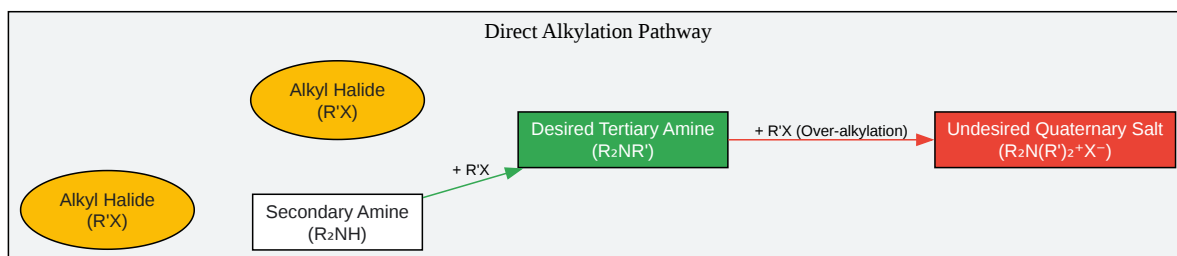 Direct Alkylation Pathway
Alkyl Halide
(R'X)
Desired Tertiary Amine
(R₂NR')
+ R'X (Over-alkylation)
Undesired Quaternary Salt
(R₂N(R')₂⁺X⁻)
+ R'X
Alkyl Halide
(R'X)
Secondary Amine
(R₂NH)